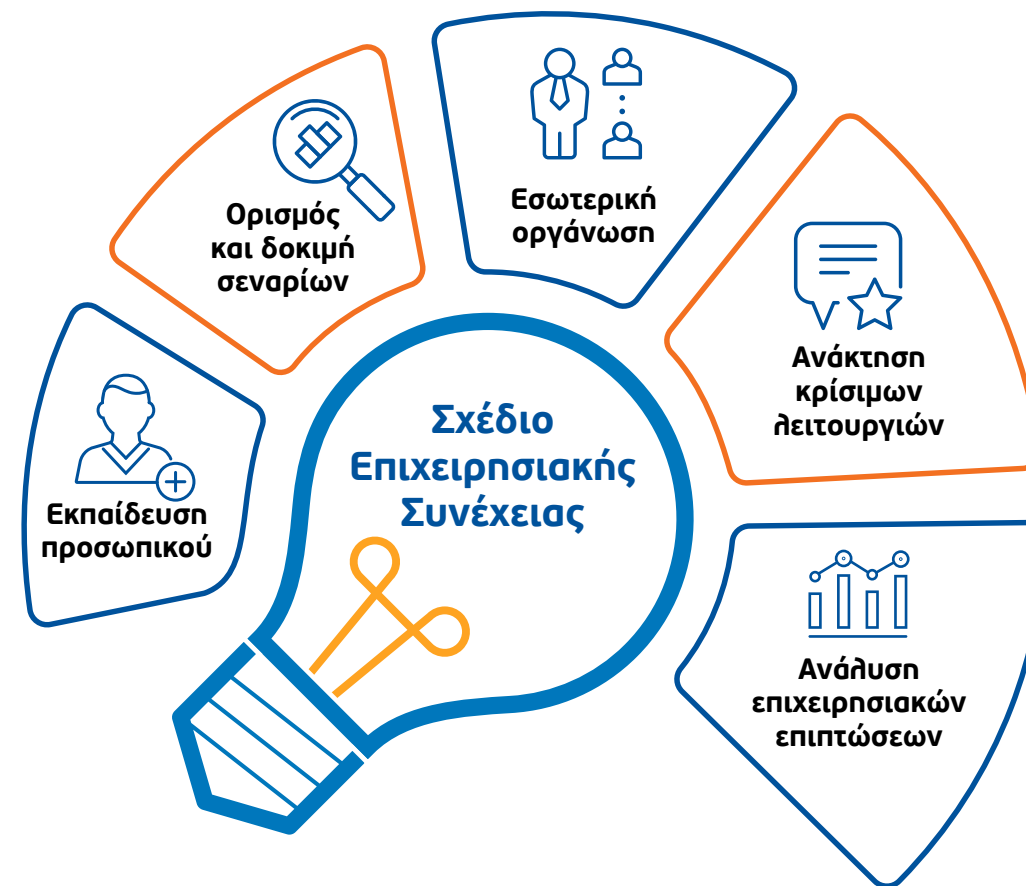 Εσωτερική
οργάνωση
Ορισμός
και δοκιμή
σεναρίων
Ανάκτηση
κρίσιμων
λειτουργιών
Σχέδιο
Επιχειρησιακής
Συνέχειας
Εκπαίδευση
προσωπικού
Ανάλυση
επιχειρησιακών
επιπτώσεων